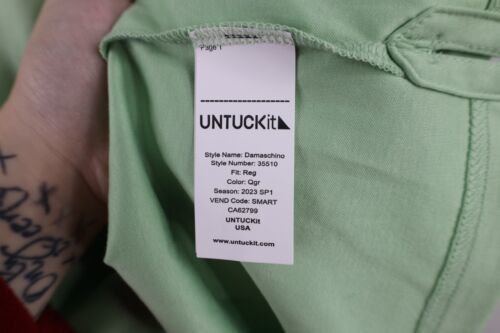 Page 1
UNTUCKit
Style Name: Damaschino
Style Number: 35510
Fit: Reg
Color: Qgr
Season: 2023 SP1
VEND Code: SMART
CA62799
UNTUCKit
USA
www.untuckit.com